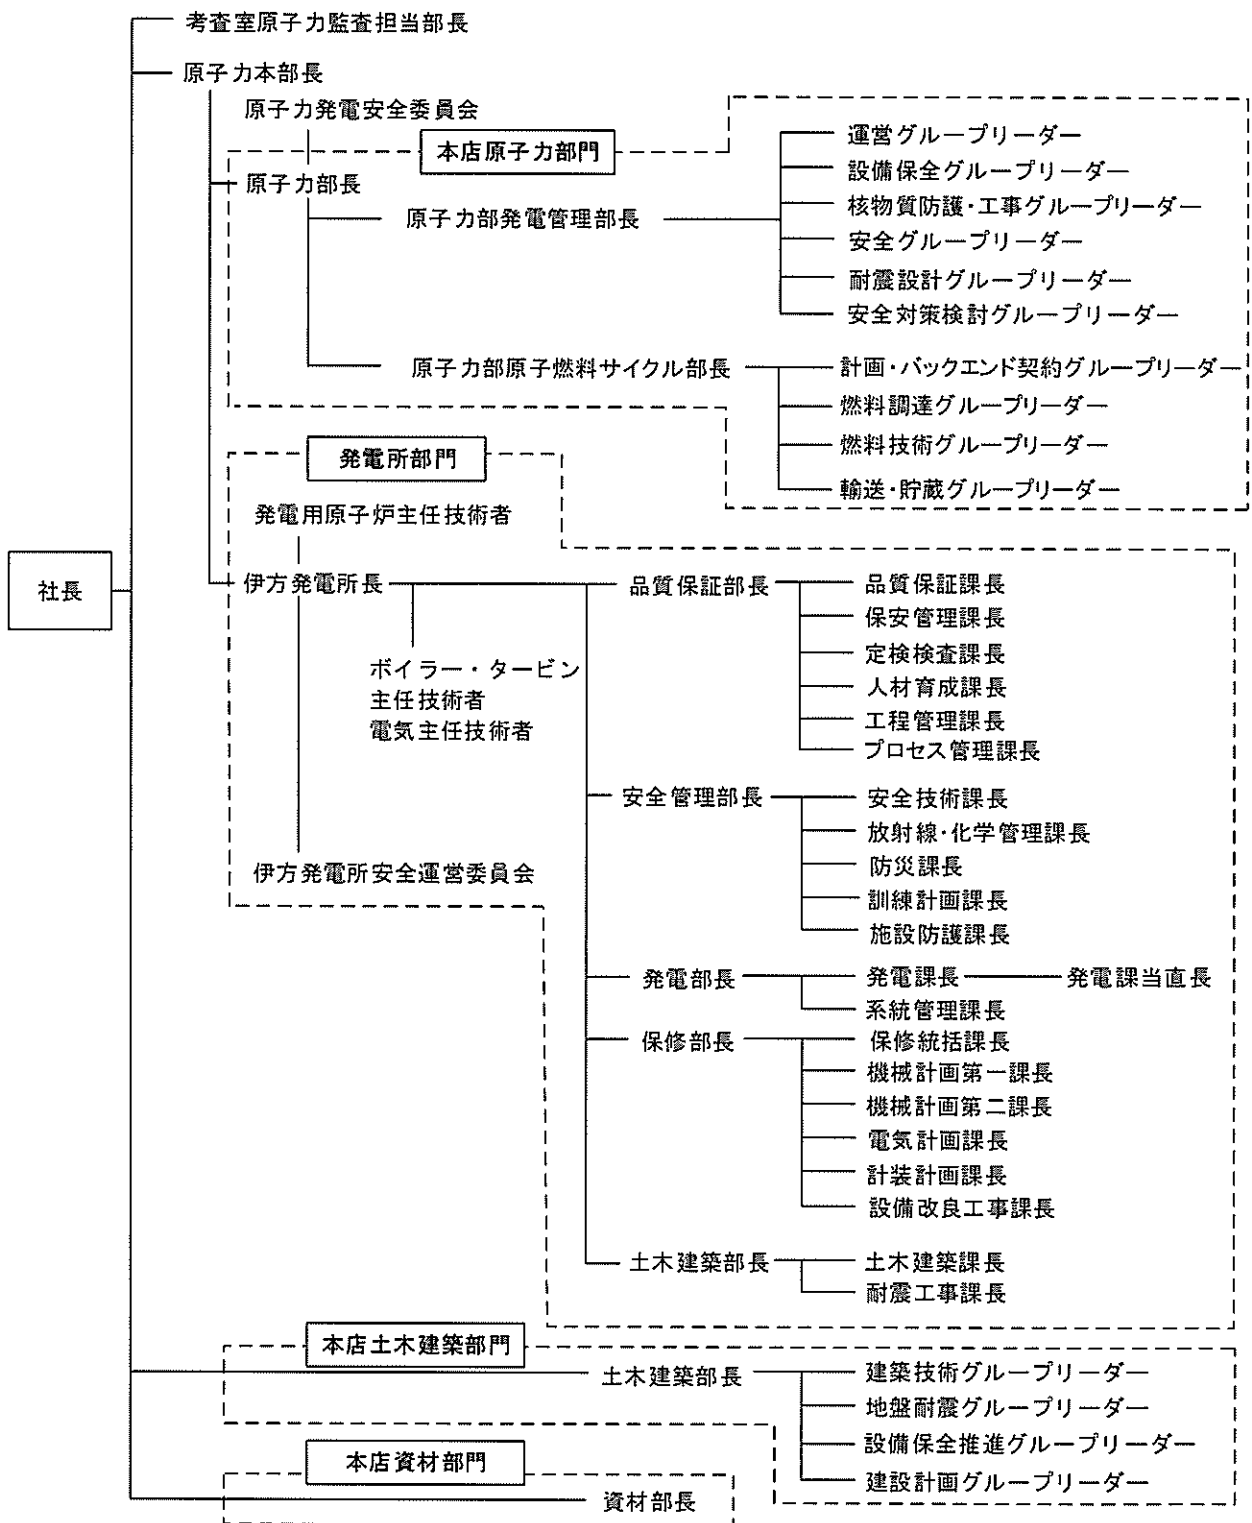 考査室原子力監査担当部長
原子力本部長
原子力発電安全委員会
本店原子力部門
原子力部長
原子力部発電管理部長
運営グループリーダー
設備保全グループリーダー
核物質防護・工事グループリーダー
安全グループリーダー
耐震設計グループリーダー
安全対策検討グループリーダー
原子力部原子燃料サイクル部長
計画・バックエンド契約グループリーダー
燃料調達グループリーダー
燃料技術グループリーダー
輸送・貯蔵グループリーダー
発電所部門
発電用原子炉主任技術者
社長
伊方発電所長
ボイラー・タービン
主任技術者
電気主任技術者
伊方発電所安全運営委員会
品質保証部長
品質保証課長
保安管理課長
定検検査課長
人材育成課長
工程管理課長
プロセス管理課長
安全管理部長
安全技術課長
放射線・化学管理課長
防災課長
訓練計画課長
施設防護課長
発電部長
発電課長
発電課当直長
系統管理課長
保修部長
保修統括課長
機械計画第一課長
機械計画第二課長
電気計画課長
計装計画課長
設備改良工事課長
土木建築部長
土木建築課長
耐震工事課長
本店土木建築部門
土木建築部長
建築技術グループリーダー
地盤耐震グループリーダー
設備保全推進グループリーダー
建設計画グループリーダー
本店資材部門
資材部長